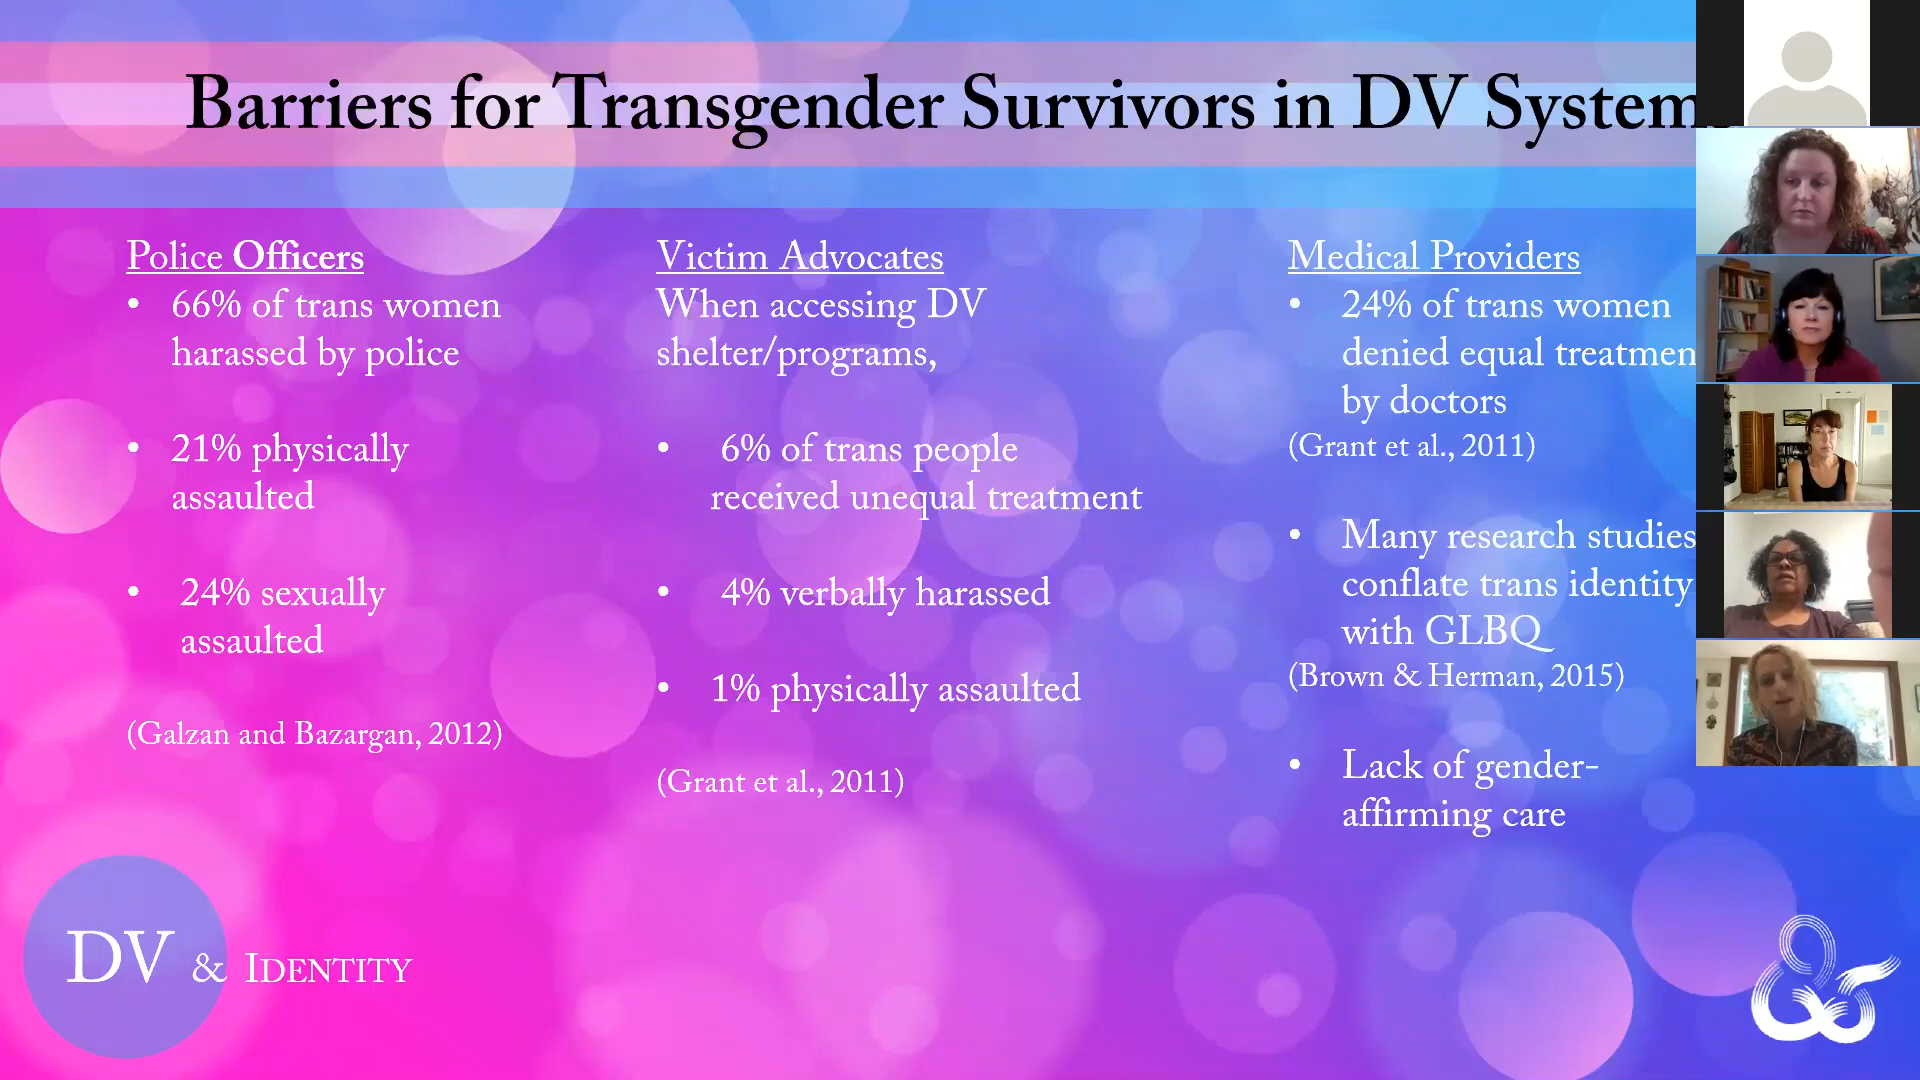 Barriers for Transgender Survivors in DV System
Police Officers
• 66% of trans women
harassed by police
• 21% physically
assaulted
• 24% sexually
assaulted
(Galzan and Bazargan, 2012)
Victim Advocates
When accessing DV
shelter/programs,
• 6% of trans people
received unequal treatment
• 4% verbally harassed
• 1% physically assaulted
(Grant et al., 2011)
Medical Providers
• 24% of trans women
denied equal treatmen
by doctors
(Grant et al., 2011)
• Many research studies
conflate trans identity
with GLBQ
(Brown & Herman, 2015)
• Lack of gender-
affirming care
DV & IDENTITY